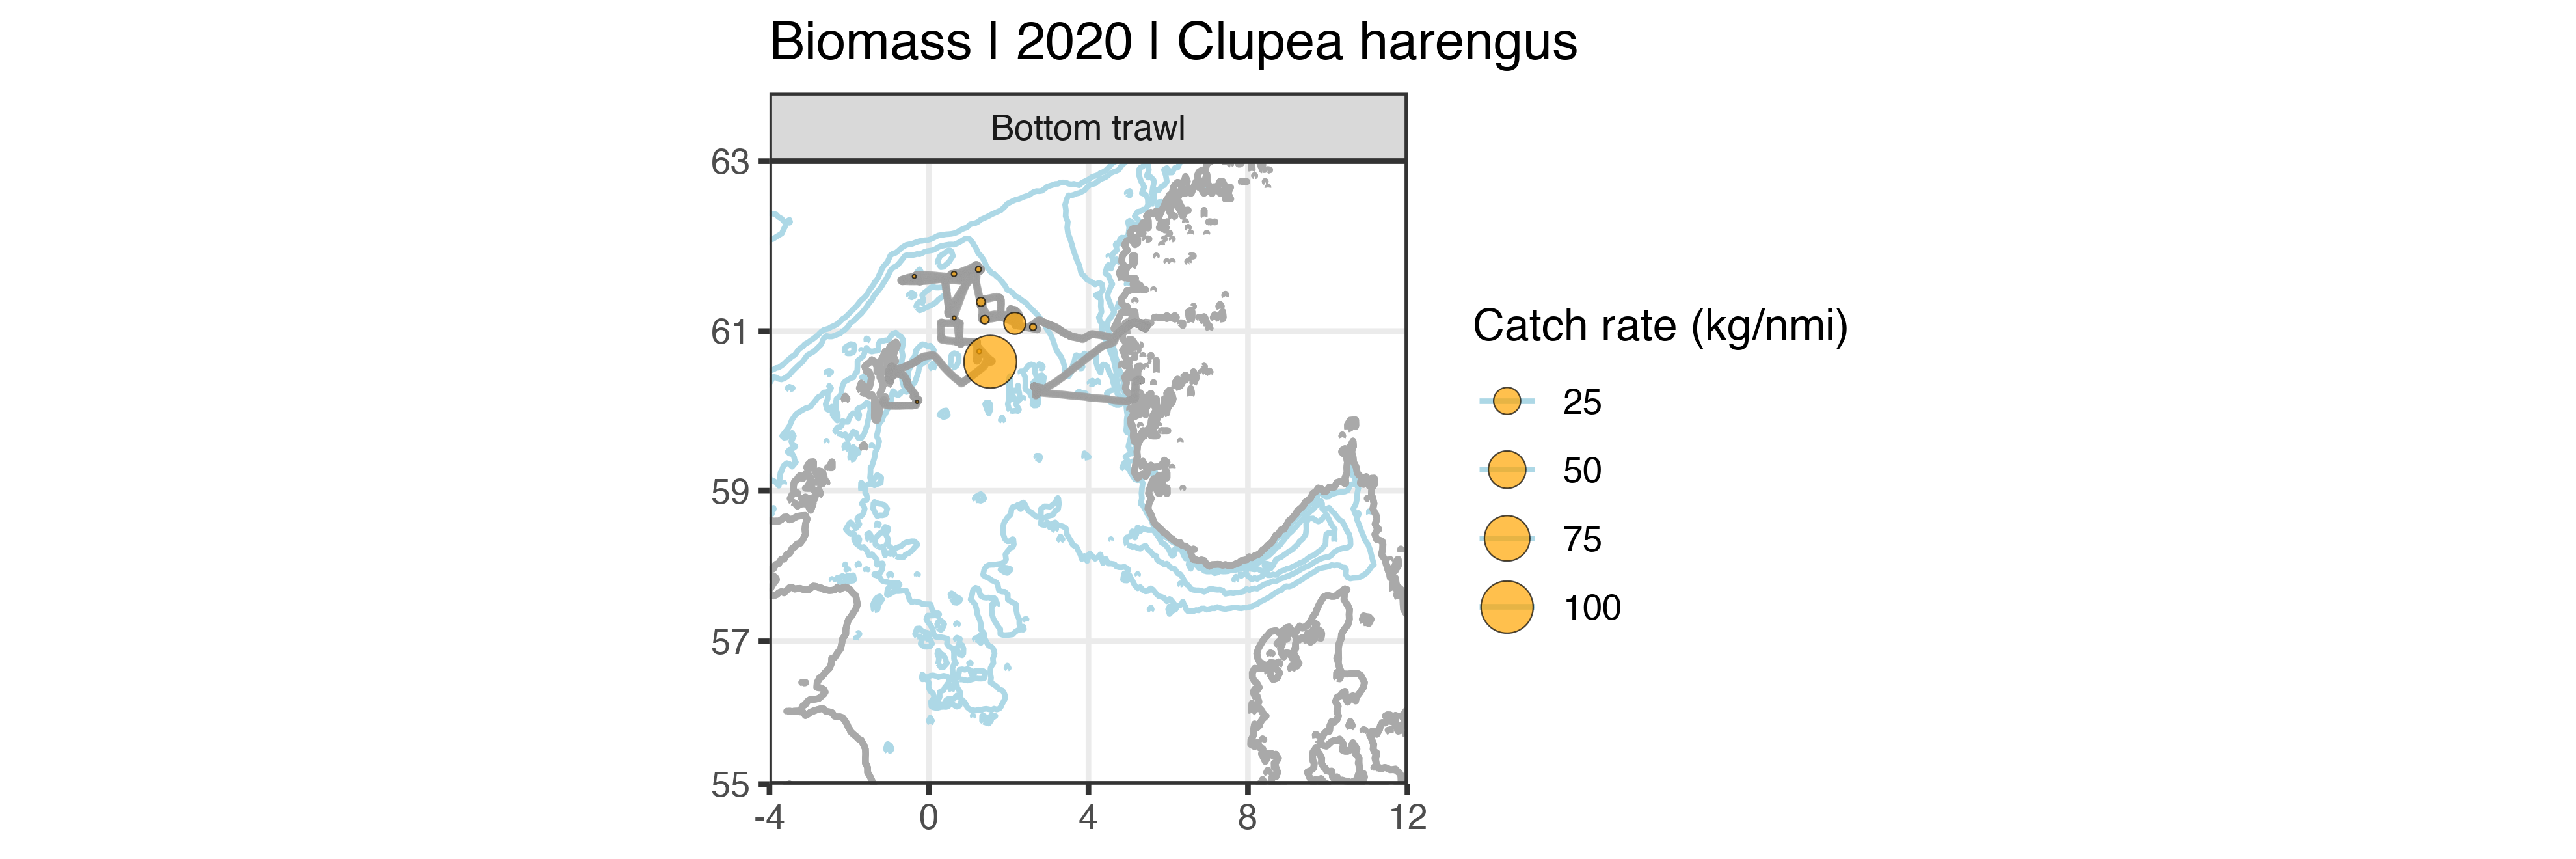 Biomass | 2020 | Clupea harengus
Bottom trawl
63
61
59
57
55
-4 0 4 8 12
Catch rate (kg/nmi)
25
50
75
100